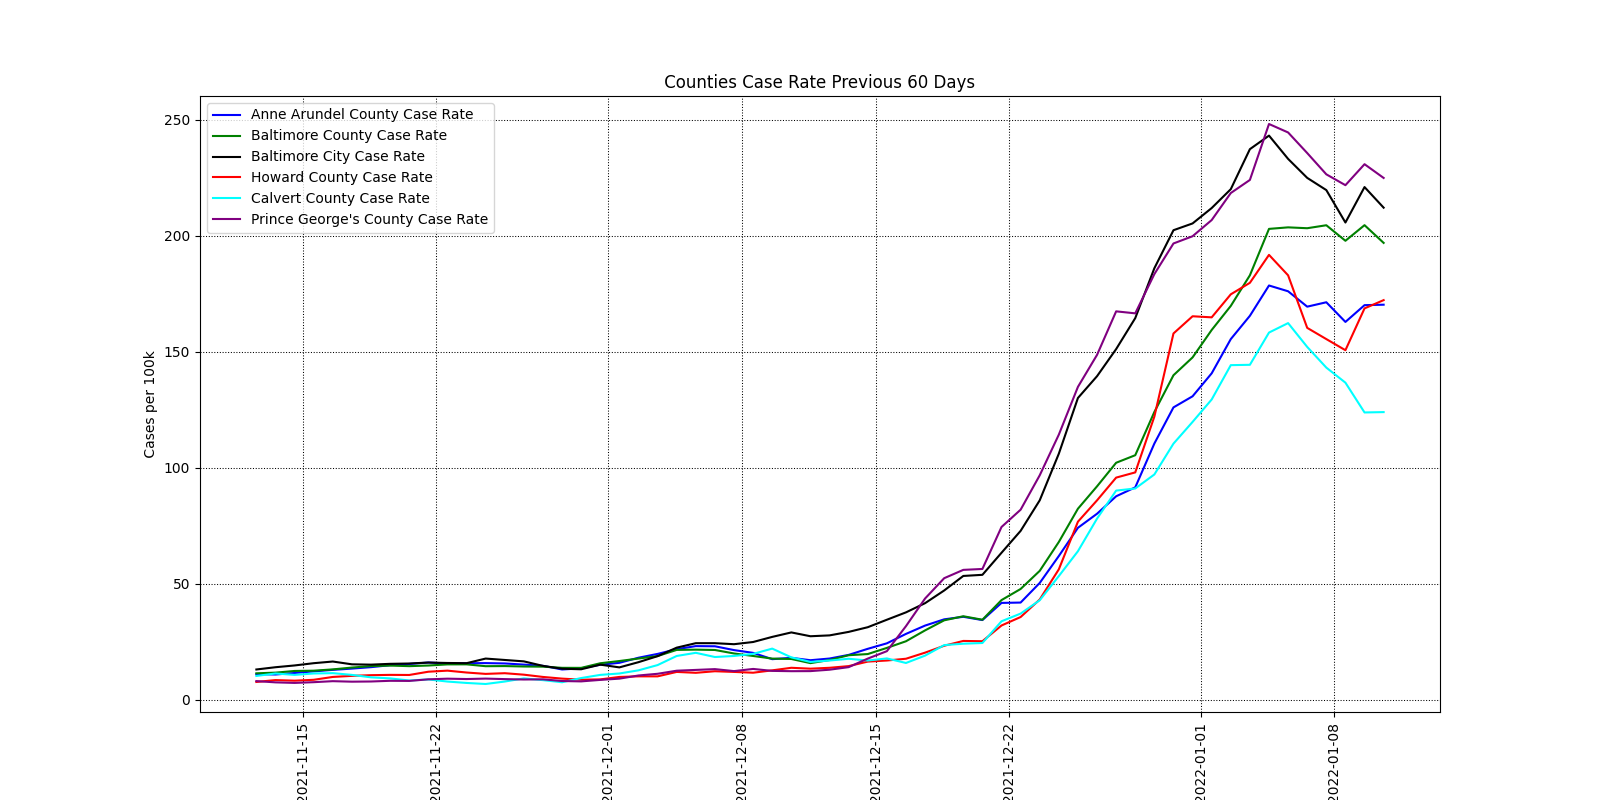 Counties Case Rate Previous 60 Days
Anne Arundel County Case Rate
Baltimore County Case Rate
Baltimore City Case Rate
Howard County Case Rate
Calvert County Case Rate
Prince George's County Case Rate
250
200
150
100
50
0
Cases per 100k
2021-11-15
2021-11-22
2021-12-01
2021-12-08
2021-12-15
2021-12-22
2022-01-01
2022-01-08